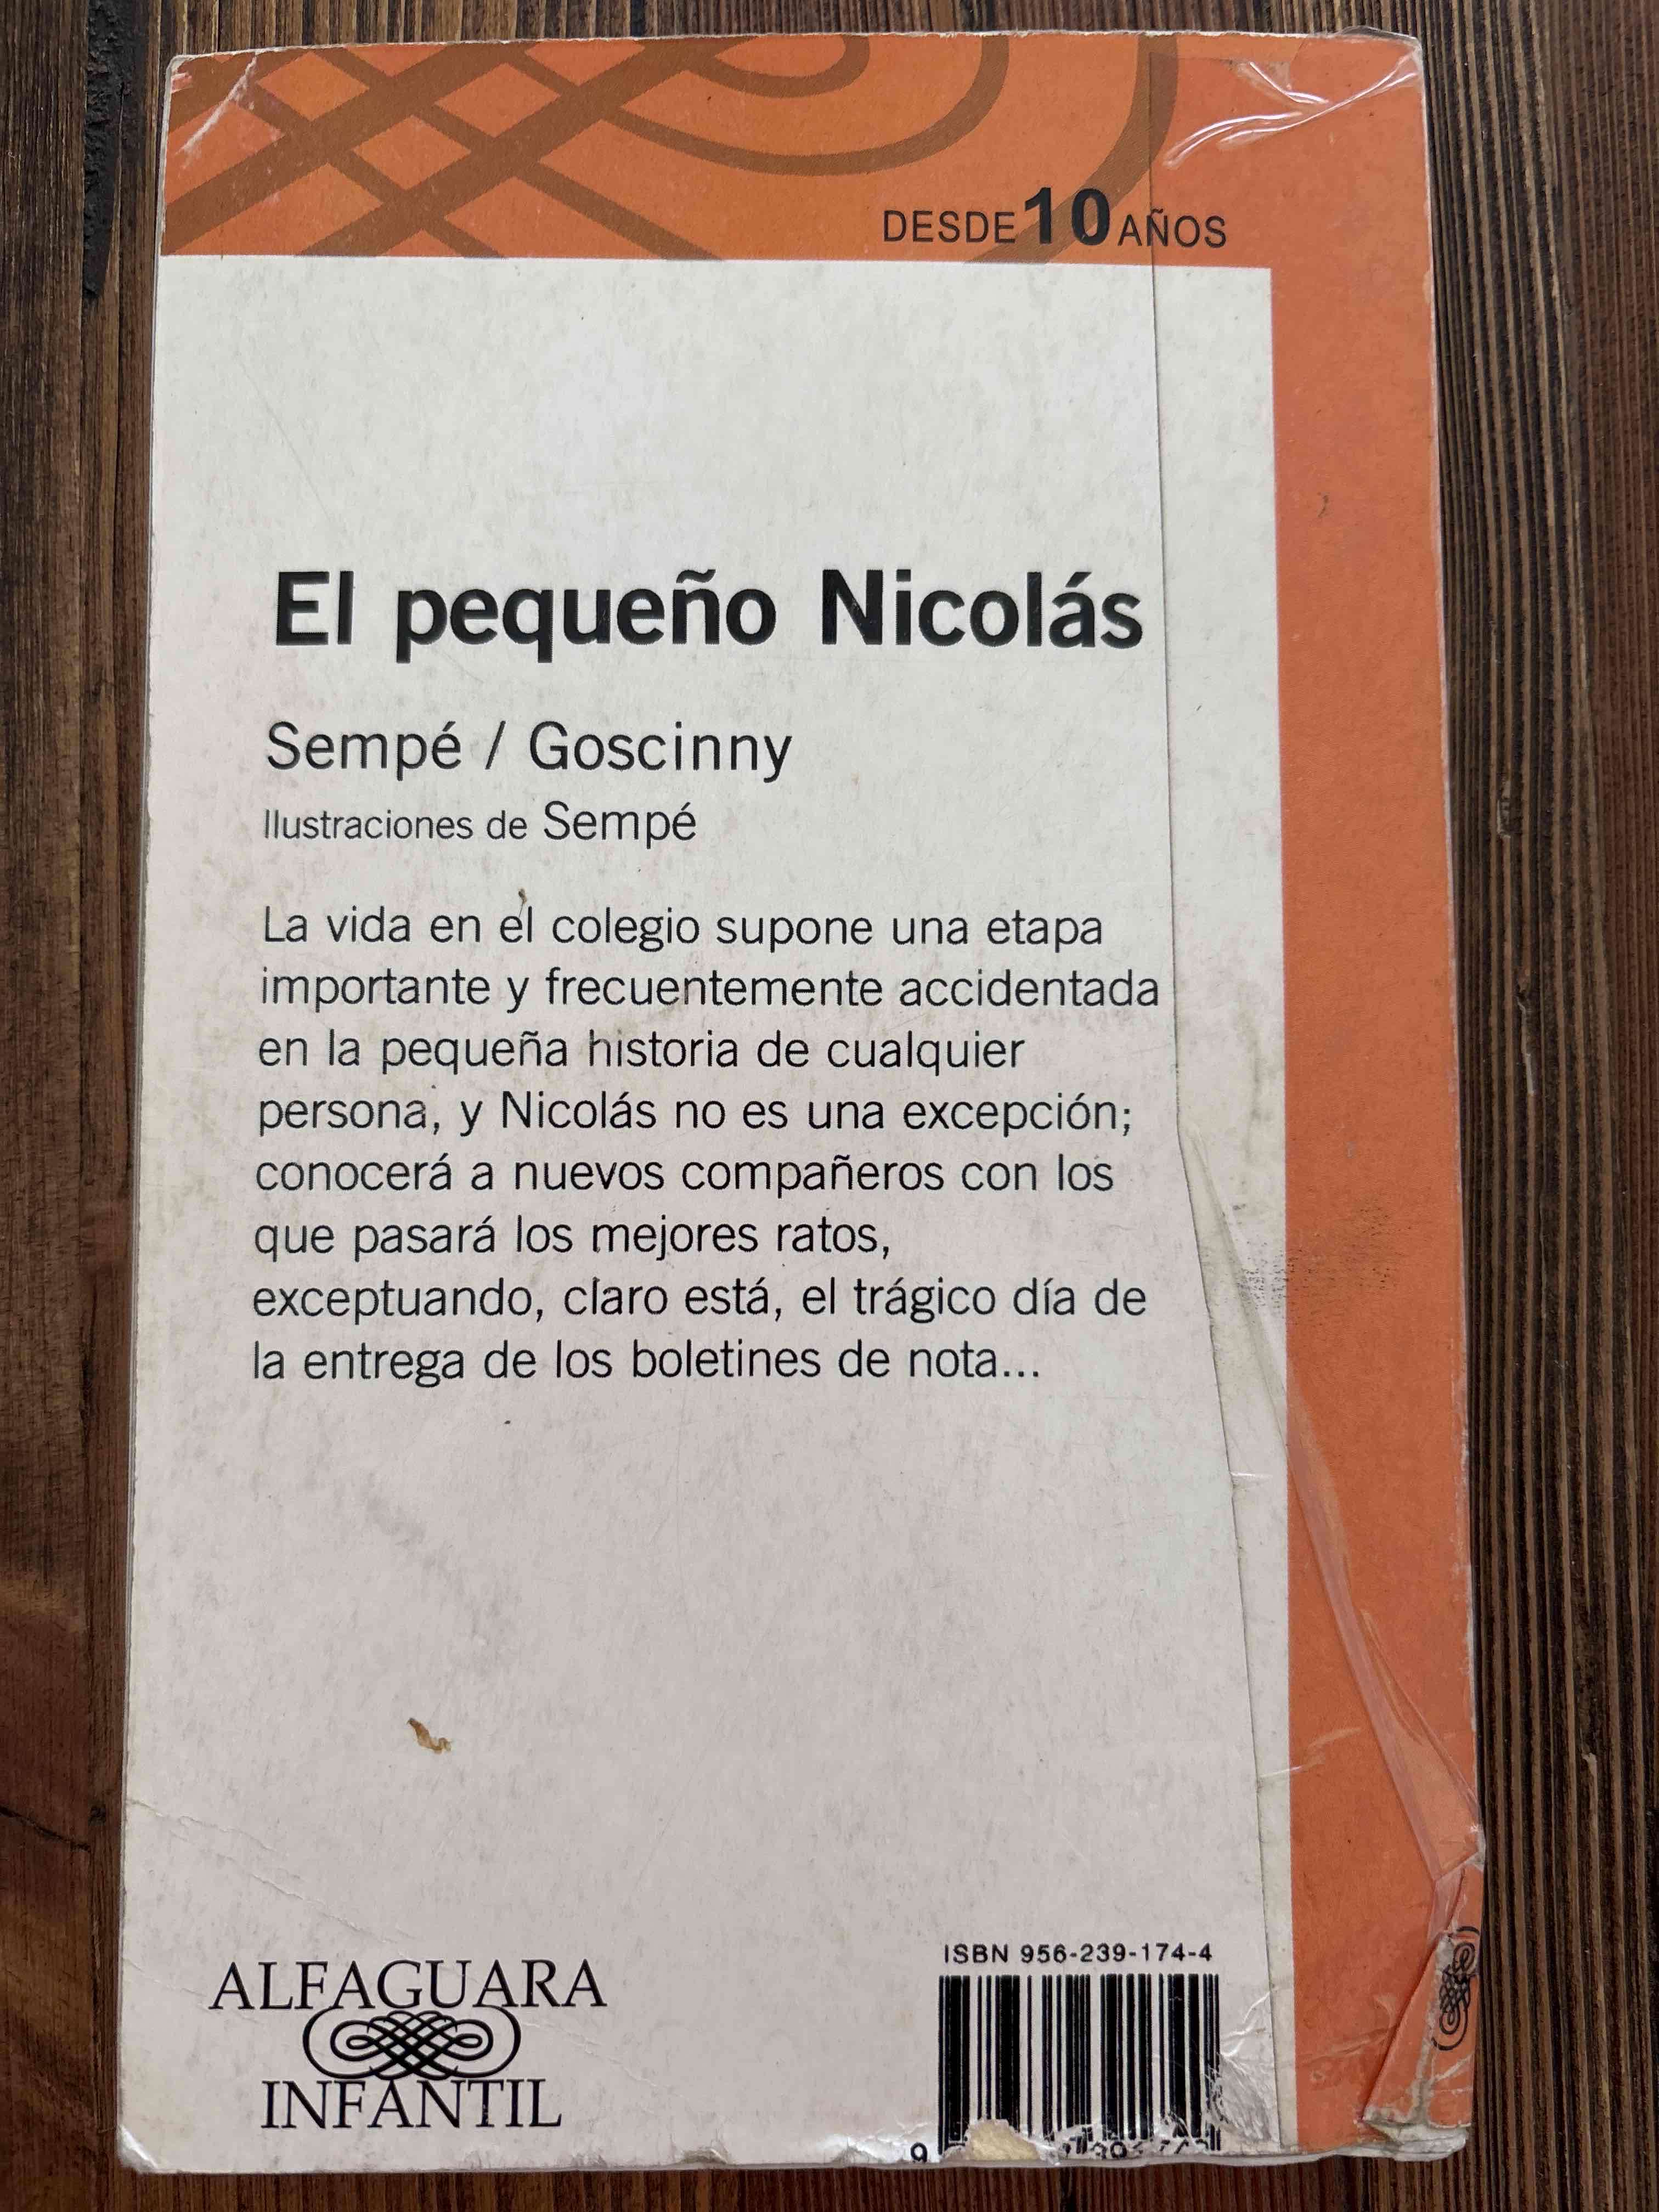 DESDE 10 AÑOS
El pequeño Nicolás
Sempé / Goscinny
Ilustraciones de Sempé
La vida en el colegio supone una etapa
importante y frecuentemente accidentada
en la pequeña historia de cualquier
persona, y Nicolás no es una excepción;
conocerá a nuevos compañeros con los
que pasará los mejores ratos,
exceptuando, claro está, el trágico día de
la entrega de los boletines de nota...
ALFAGUARA
INFANTIL
ISBN 956-239-174-4
9